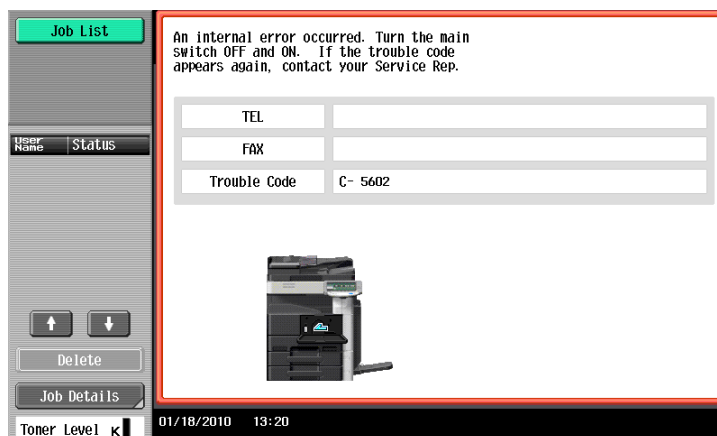 Job List
An internal error occurred. Turn the main
switch OFF and ON. If the trouble code
appears again, contact your Service Rep.
TEL
User Name Status
FAX
Trouble Code C- 5602
Delete
Job Details
Toner Level K
01/18/2010 13:20